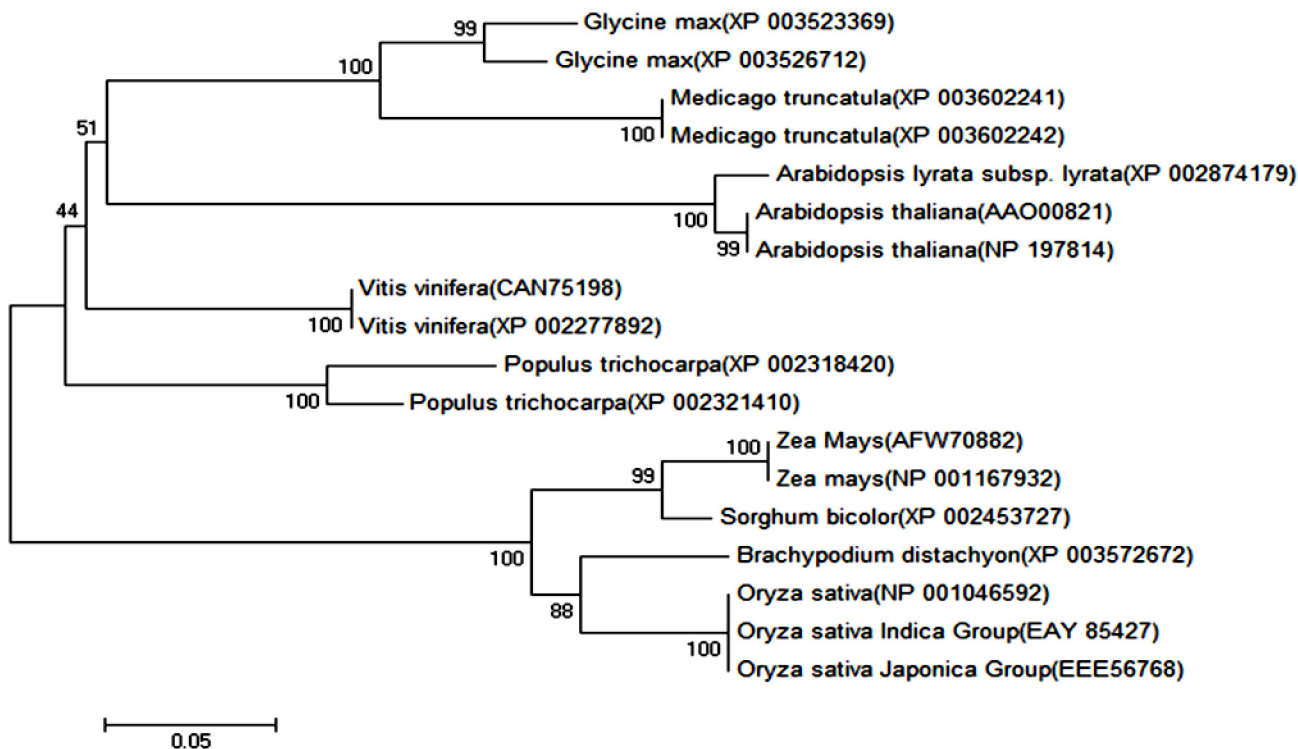 99
Glycine max(XP 003523369)
100
Glycine max(XP 003526712)
Medicago truncatula(XP 003602241)
100
Medicago truncatula(XP 003602242)
51
Arabidopsis lyrata subsp. lyrata(XP 002874179)
100
Arabidopsis thaliana(AAO00821)
99
Arabidopsis thaliana(NP 197814)
44
Vitis vinifera(CAN75198)
100
Vitis vinifera(XP 002277892)
Populus trichocarpa(XP 002318420)
100
Populus trichocarpa(XP 002321410)
100
Zea Mays(AFW70882)
99
Zea mays(NP 001167932)
Sorghum bicolor(XP 002453727)
100
Brachypodium distachyon(XP 003572672)
88
Oryza sativa(NP 001046592)
Oryza sativa Indica Group(EAY 85427)
100
Oryza sativa Japonica Group(EEE56768)
0.05